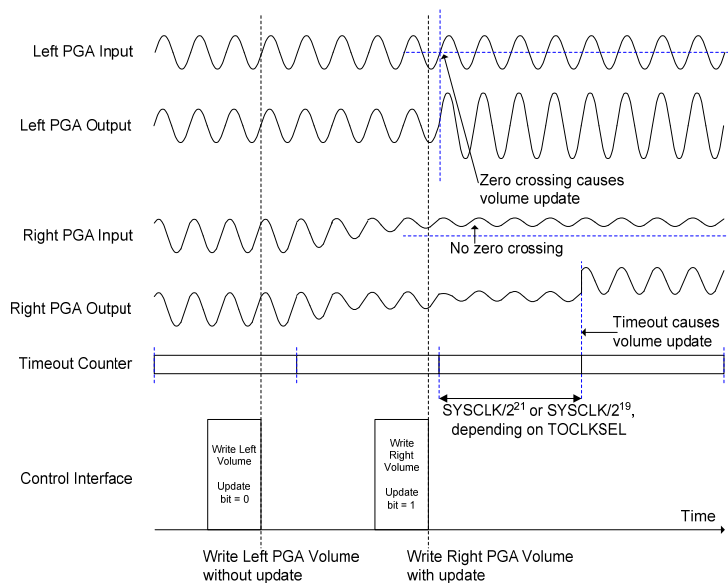 Left PGA Input
Left PGA Output
Zero crossing causes
volume update
Right PGA Input
No zero crossing
Right PGA Output
Timeout causes
volume update
Timeout Counter
SYSCLK/2²¹ or SYSCLK/2¹⁹,
depending on TOCLKSEL
Control Interface
Write Left
Volume
Update
bit = 0
Write
Right
Volume
Update
bit = 1
Time
Write Left PGA Volume
without update
Write Right PGA Volume
with update